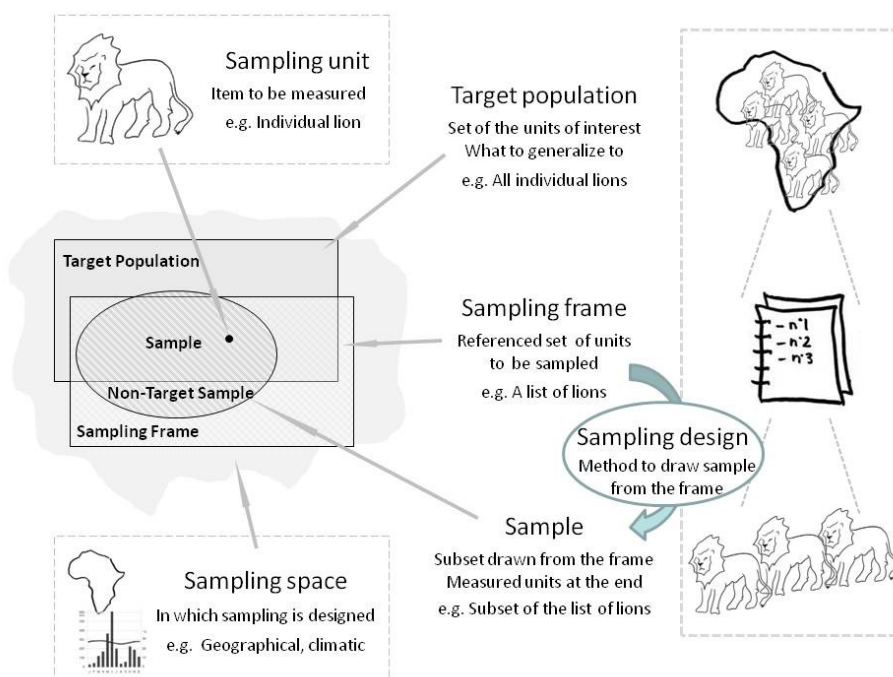 Sampling unit
Item to be measured
e.g. Individual lion
Target population
Set of the units of interest
What to generalize to
e.g. All individual lions
Target Population
Sample
Non-Target Sample
Sampling Frame
Sampling frame
Referenced set of units
to be sampled
e.g. A list of lions
- n°1
- n°2
- n°3
Sampling design
Method to draw sample
from the frame
Sample
Subset drawn from the frame
Measured units at the end
e.g. Subset of the list of lions
Sampling space
In which sampling is designed
e.g. Geographical, climatic